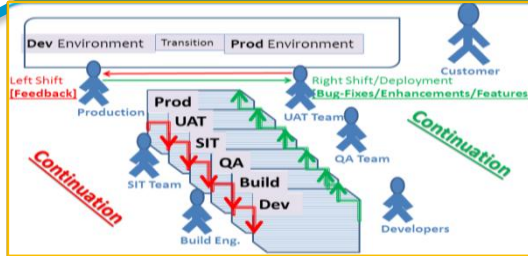 Dev Environment Transition Prod Environment
Customer
Left Shift
[Feedback]
Right Shift/Deployment
[Bug-Fixes/Enhancements/Features
Production
UAT Team
Prod
UAT
SIT
QA
Build
Dev
QA Team
SIT Team
Build Eng.
Developers
Continuation
Continuation